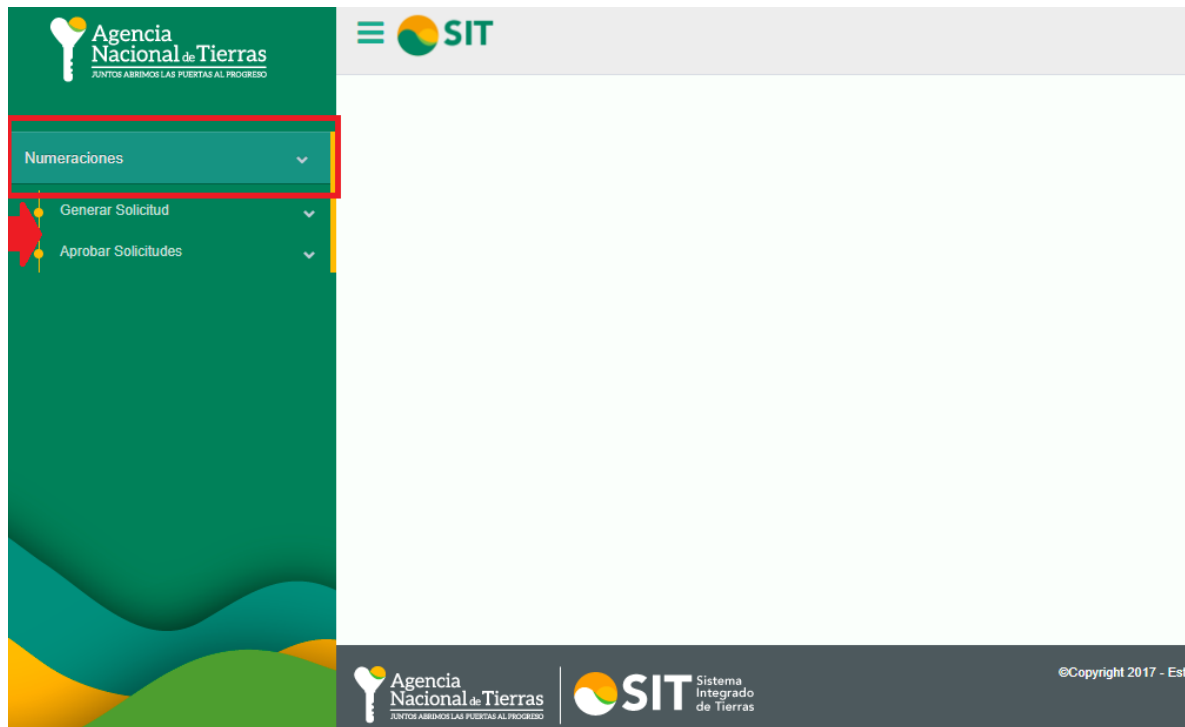 Agencia
Nacional de Tierras
JUNTOS ABRIMOS LAS PUERTAS AL PROGRESO
SIT
Numeraciones
Generar Solicitud
Aprobar Solicitudes
Agencia
Nacional de Tierras
JUNTOS ABRIMOS LAS PUERTAS AL PROGRESO
SIT
Sistema
Integrado
de Tierras
©Copyright 2017 - Est